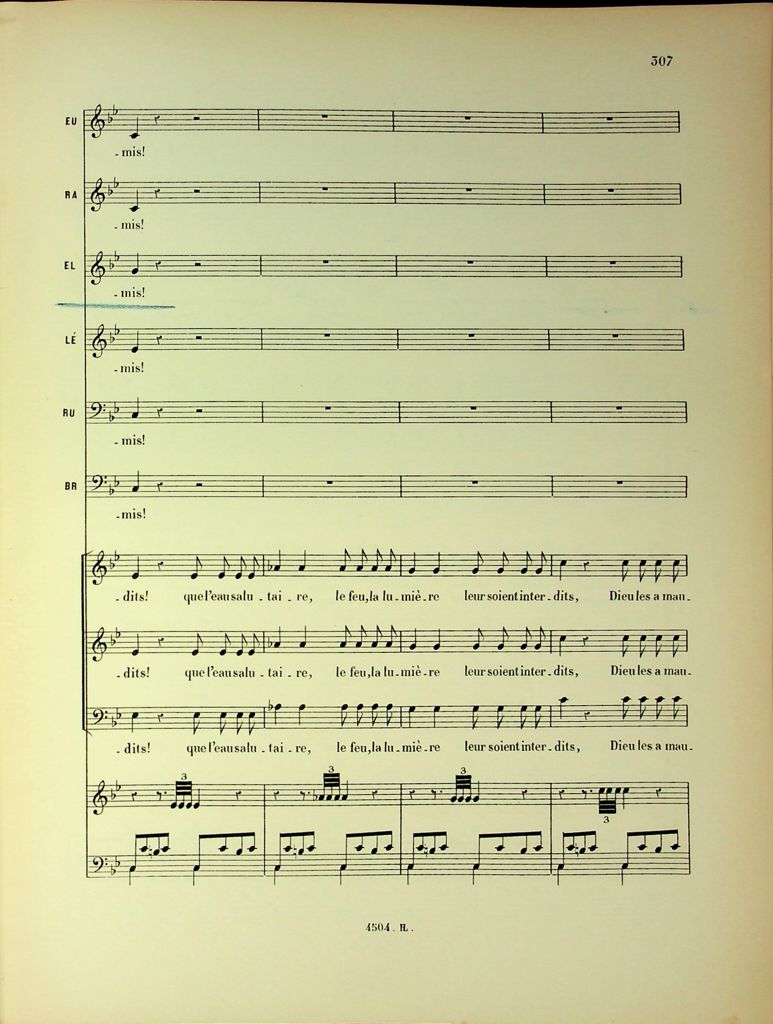 307
EU
- mis!
RA
- mis!
EL
- mis!
LÉ
- mis!
RU
- mis!
BR
- mis!
- dits! que l'eau salu - tai - re, le feu, la lu - miè - re leur soient inter - dits, Dieu les a mau -
- dits! que l'eau salu - tai - re, le feu, la lu - miè - re leur soient inter - dits, Dieu les a mau -
- dits! que l'eau salu - tai - re, le feu, la lu - miè - re leur soient inter - dits, Dieu les a mau -
3 3 3 3
4504. H.